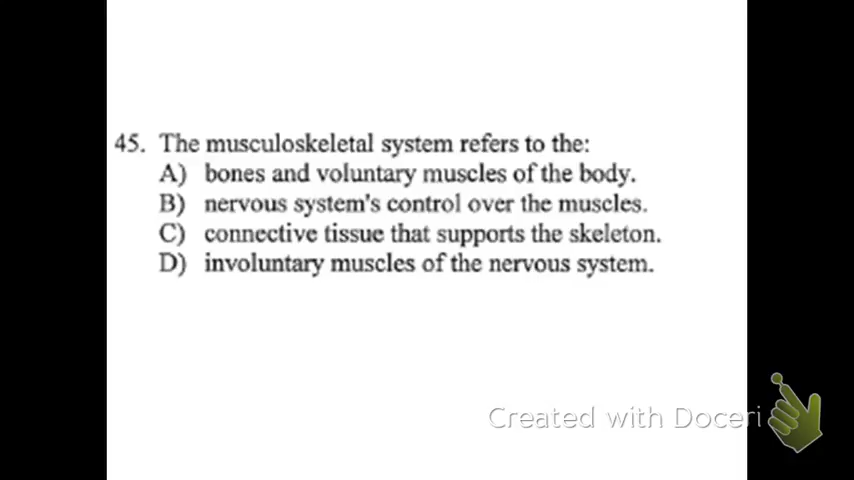 45. The musculoskeletal system refers to the:
A) bones and voluntary muscles of the body.
B) nervous system's control over the muscles.
C) connective tissue that supports the skeleton.
D) involuntary muscles of the nervous system.
Created with Doceri